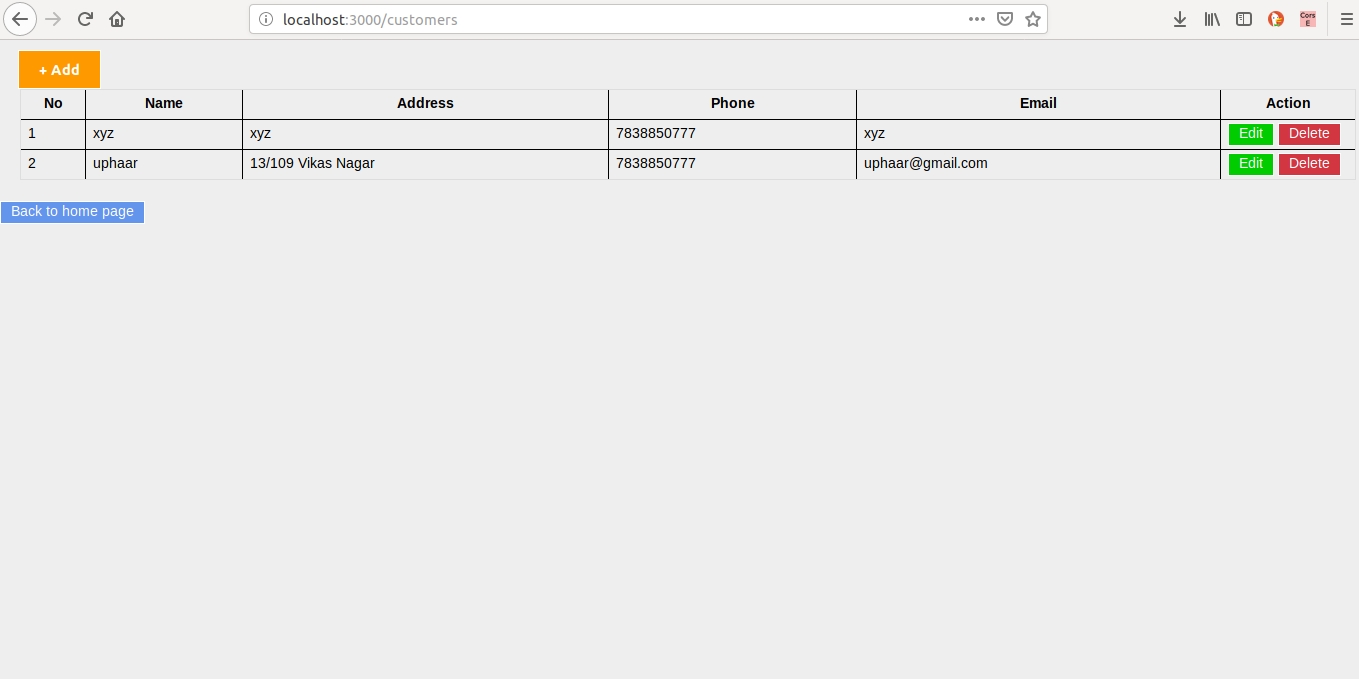 localhost:3000/customers
Cors E
+ Add
No Name Address Phone Email Action
1 xyz xyz 7838850777 xyz Edit Delete
2 uphaar 13/109 Vikas Nagar 7838850777 uphaar@gmail.com Edit Delete
Back to home page